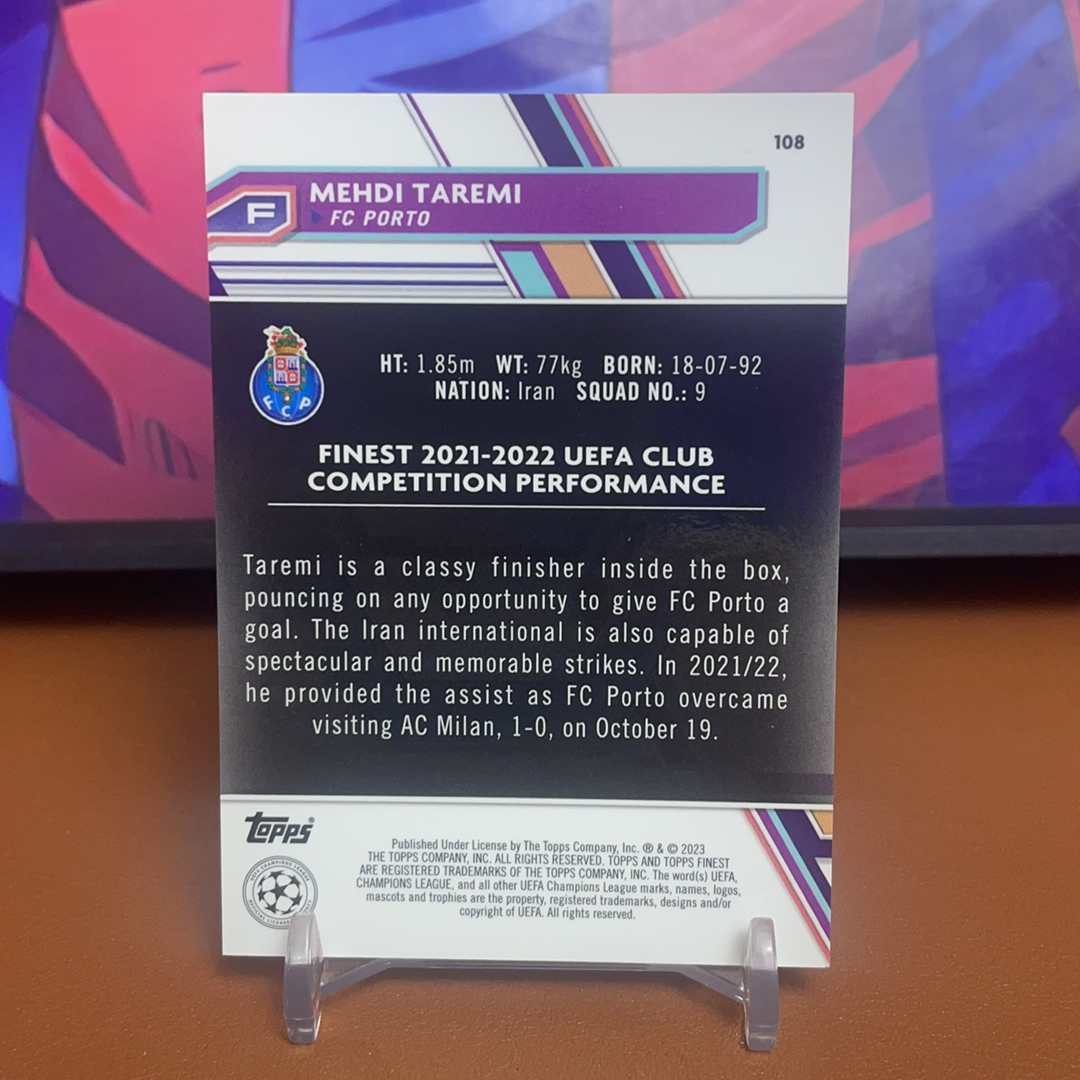 108
F
MEHDI TAREMI
FC PORTO
FCP
HT: 1.85m WT: 77kg BORN: 18-07-92
NATION: Iran SQUAD NO.: 9
FINEST 2021-2022 UEFA CLUB
COMPETITION PERFORMANCE
Taremi is a classy finisher inside the box,
pouncing on any opportunity to give FC Porto a
goal. The Iran international is also capable of
spectacular and memorable strikes. In 2021/22,
he provided the assist as FC Porto overcame
visiting AC Milan, 1-0, on October 19.
Topps®
UEFA CHAMPIONS LEAGUE
Published Under License by The Topps Company, Inc. ® & © 2023
THE TOPPS COMPANY, INC. ALL RIGHTS RESERVED. TOPPS AND TOPPS FINEST
ARE REGISTERED TRADEMARKS OF THE TOPPS COMPANY, INC. The word(s) UEFA,
CHAMPIONS LEAGUE, and all other UEFA Champions League marks, names, logos,
mascots and trophies are the property, registered trademarks, designs and/or
copyright of UEFA. All rights reserved.